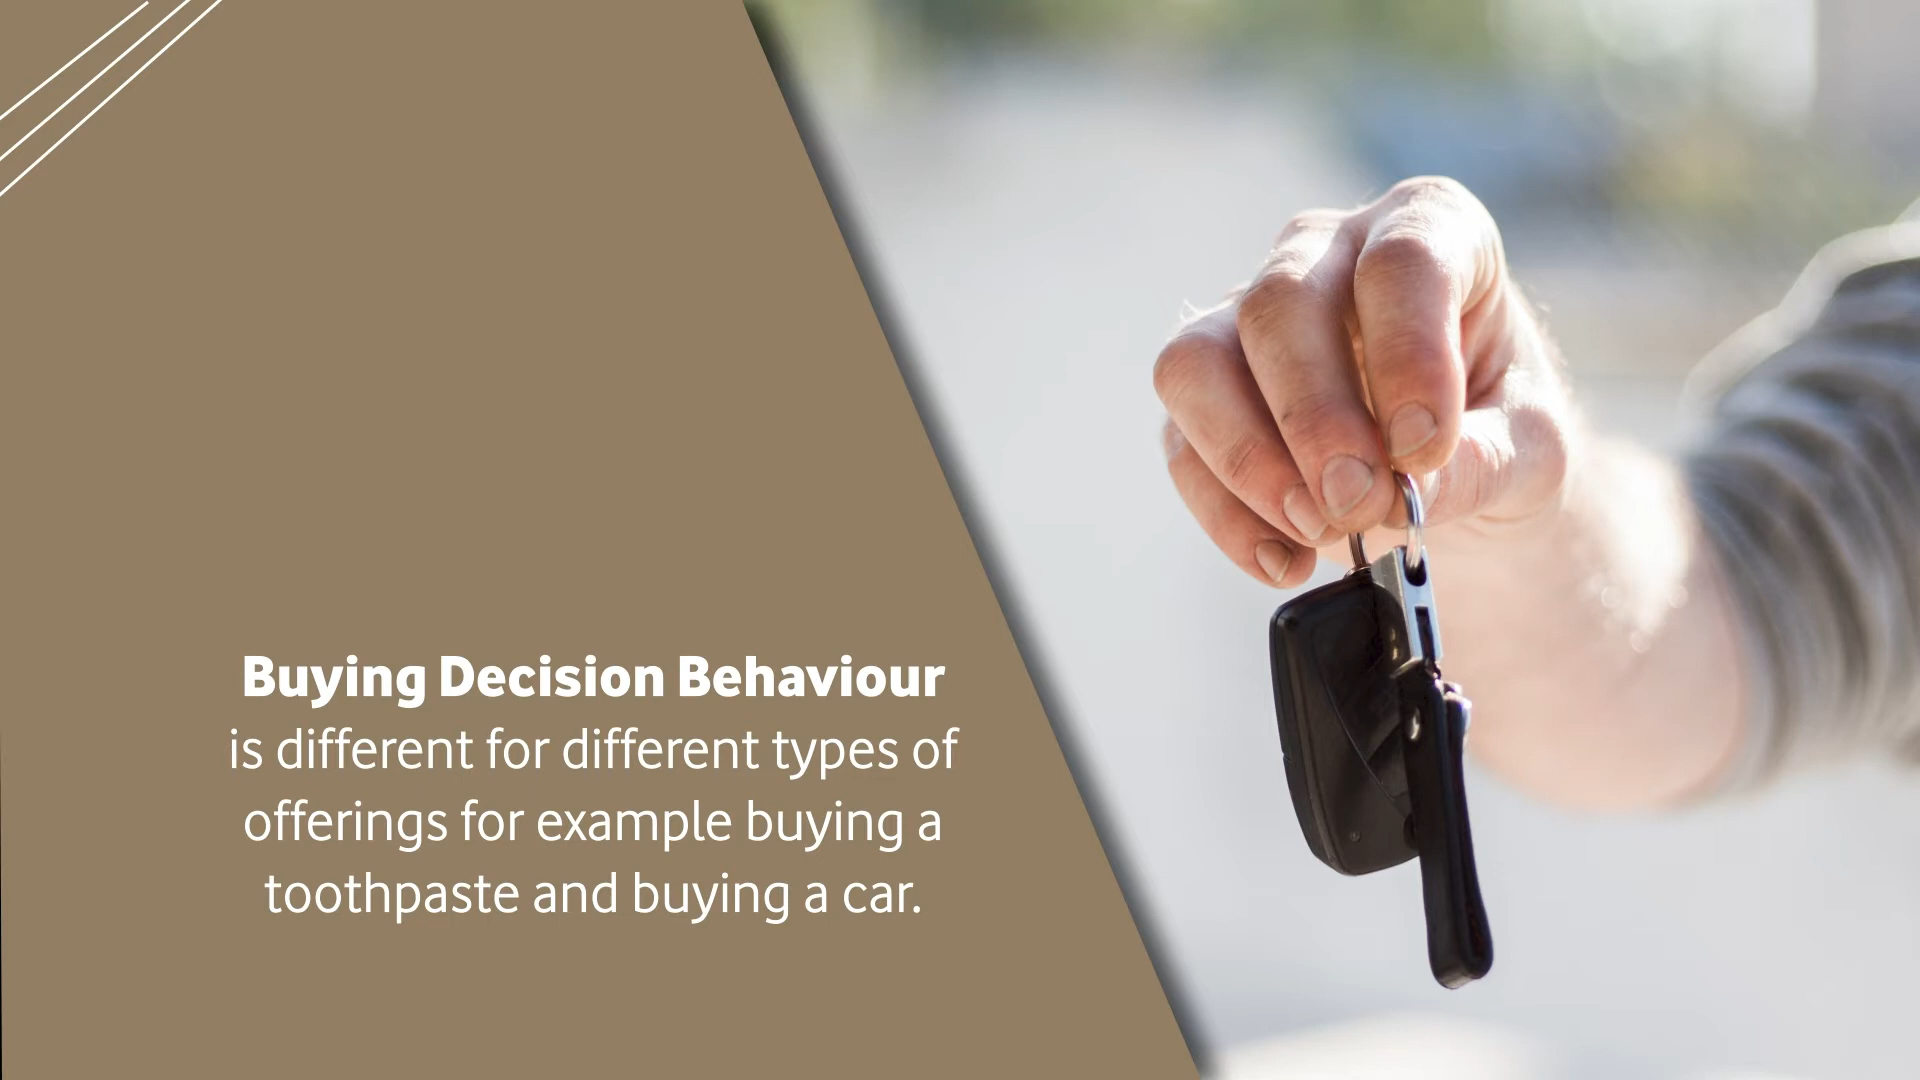 Buying Decision Behaviour
is different for different types of
offerings for example buying a
toothpaste and buying a car.